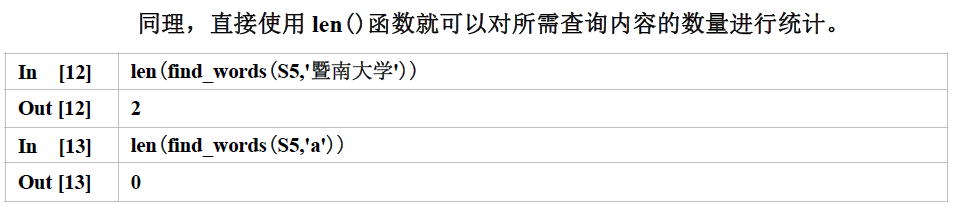 同理，直接使用 len()函数就可以对所需查询内容的数量进行统计。
In [12] len(find_words(S5,'暨南大学'))
Out [12] 2
In [13] len(find_words(S5,'a'))
Out [13] 0